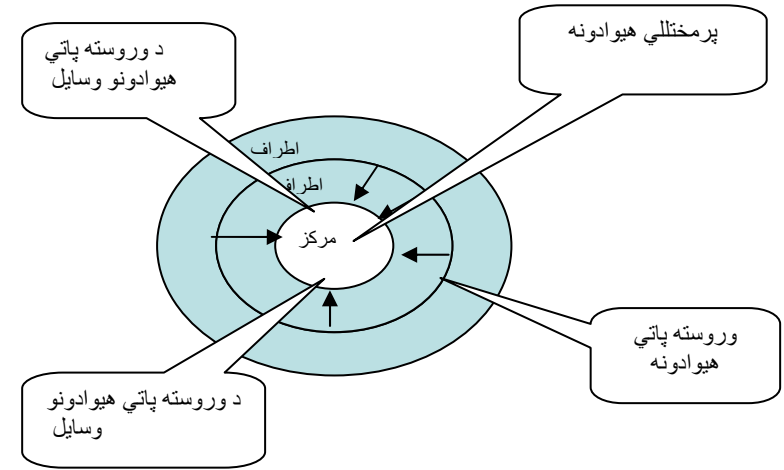 پرمختللي هيوادونه
د وروسته پاتي
هيوادونو وسايل
اطراف
اطراف
مرکز
وروسته پاتي
هيوادونه
د وروسته پاتي هيوادونو
وسايل